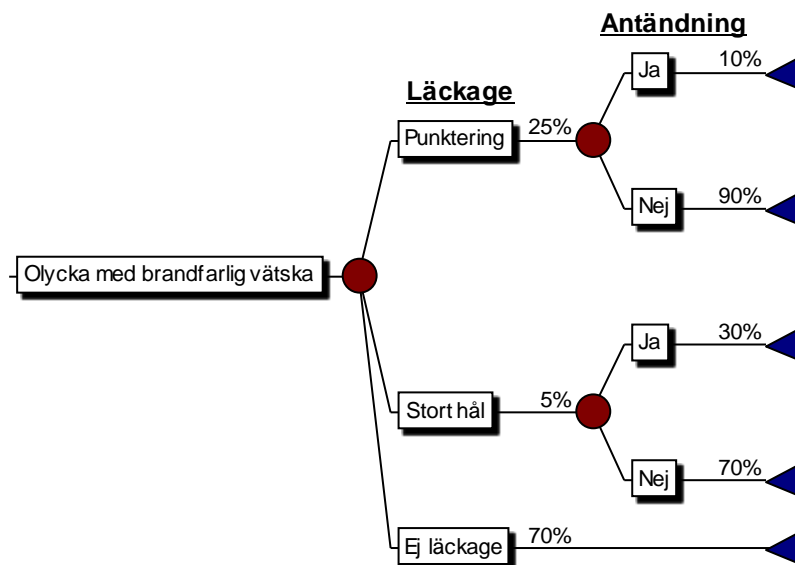 Antändning
Ja 10%
Läckage
Punktering 25%
Nej 90%
Olycka med brandfarlig vätska
Ja 30%
Stort hål 5%
Nej 70%
Ej läckage 70%